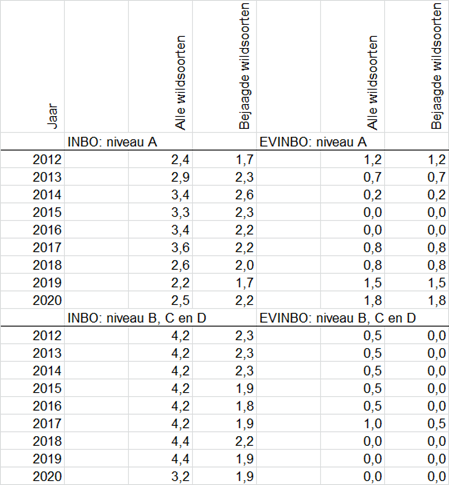 Jaar Alle wildsoorten Bejaagde wildsoorten Alle wildsoorten Bejaagde wildsoorten
INBO: niveau A EVINBO: niveau A
2012 2,4 1,7 1,2 1,2
2013 2,9 2,3 0,7 0,7
2014 3,4 2,6 0,2 0,2
2015 3,3 2,3 0,0 0,0
2016 3,4 2,2 0,0 0,0
2017 3,6 2,2 0,8 0,8
2018 2,6 2,0 0,8 0,8
2019 2,2 1,7 1,5 1,5
2020 2,5 2,2 1,8 1,8
INBO: niveau B, C en D EVINBO: niveau B, C en D
2012 4,2 2,3 0,5 0,0
2013 4,2 2,3 0,5 0,0
2014 4,2 2,3 0,5 0,0
2015 4,2 1,9 0,5 0,0
2016 4,2 1,8 0,5 0,0
2017 4,2 1,9 1,0 0,5
2018 4,4 2,2 0,0 0,0
2019 4,4 1,9 0,0 0,0
2020 3,2 1,9 0,0 0,0